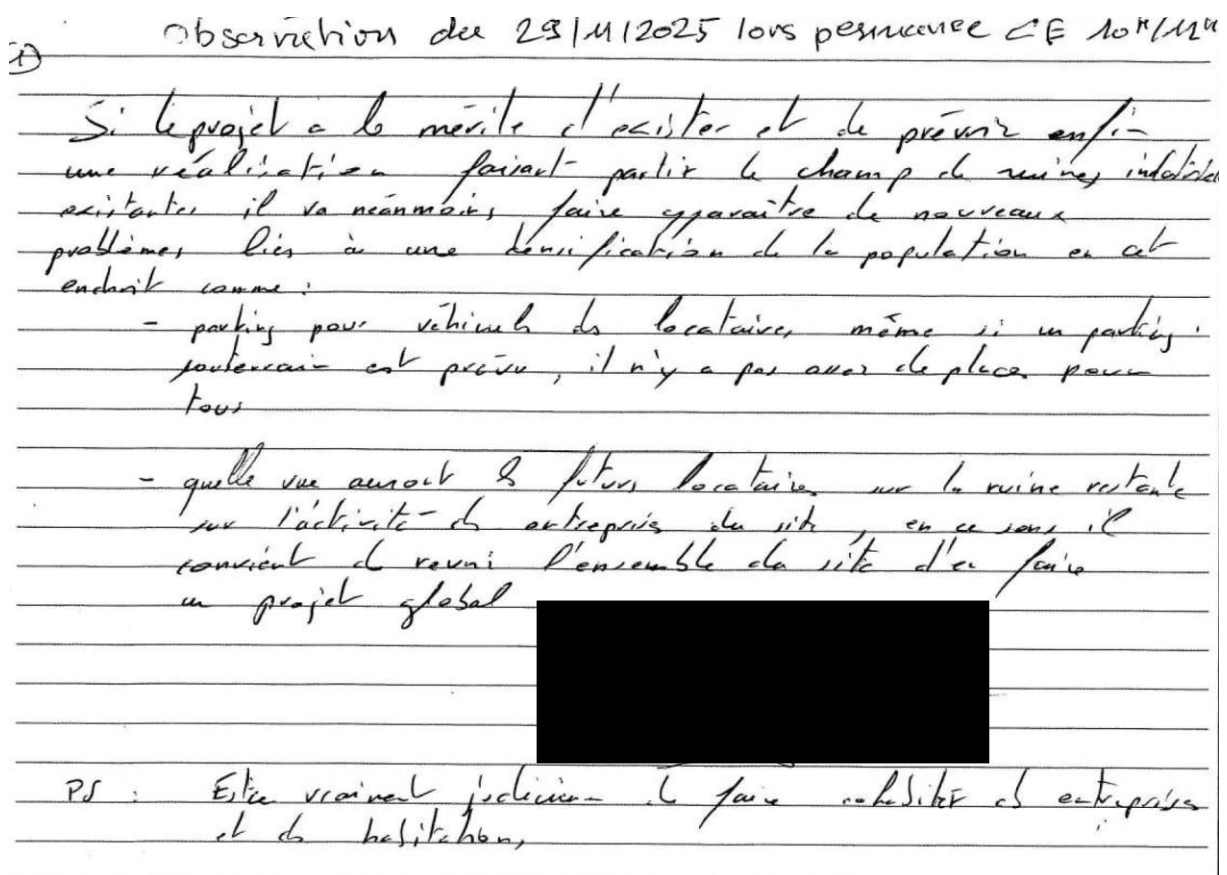 Observation du 29/11/2025 lors permanence CE 10H/12H
1)
Si le projet a le mérite d'exister et de prévoir enfin
une réalisation faisant partir le champ de ruines industrielles
existantes il va néanmoins faire apparaître de nouveaux
problèmes liés à une densification de la population en cet
endroit comme :
- parking pour véhicule des locataires même si un parking
souterrain est prévu, il n'y a pas assez de places pour
tous
- quelle vue auront les futurs locataires sur la ruine restante
sur l'activité des entreprises du site, en ce sens il
convient de reuni l'ensemble du site d'en faire
un projet global
PS : Est ce vraiment judicieux de faire cohabiter des entreprises
et des habitations,